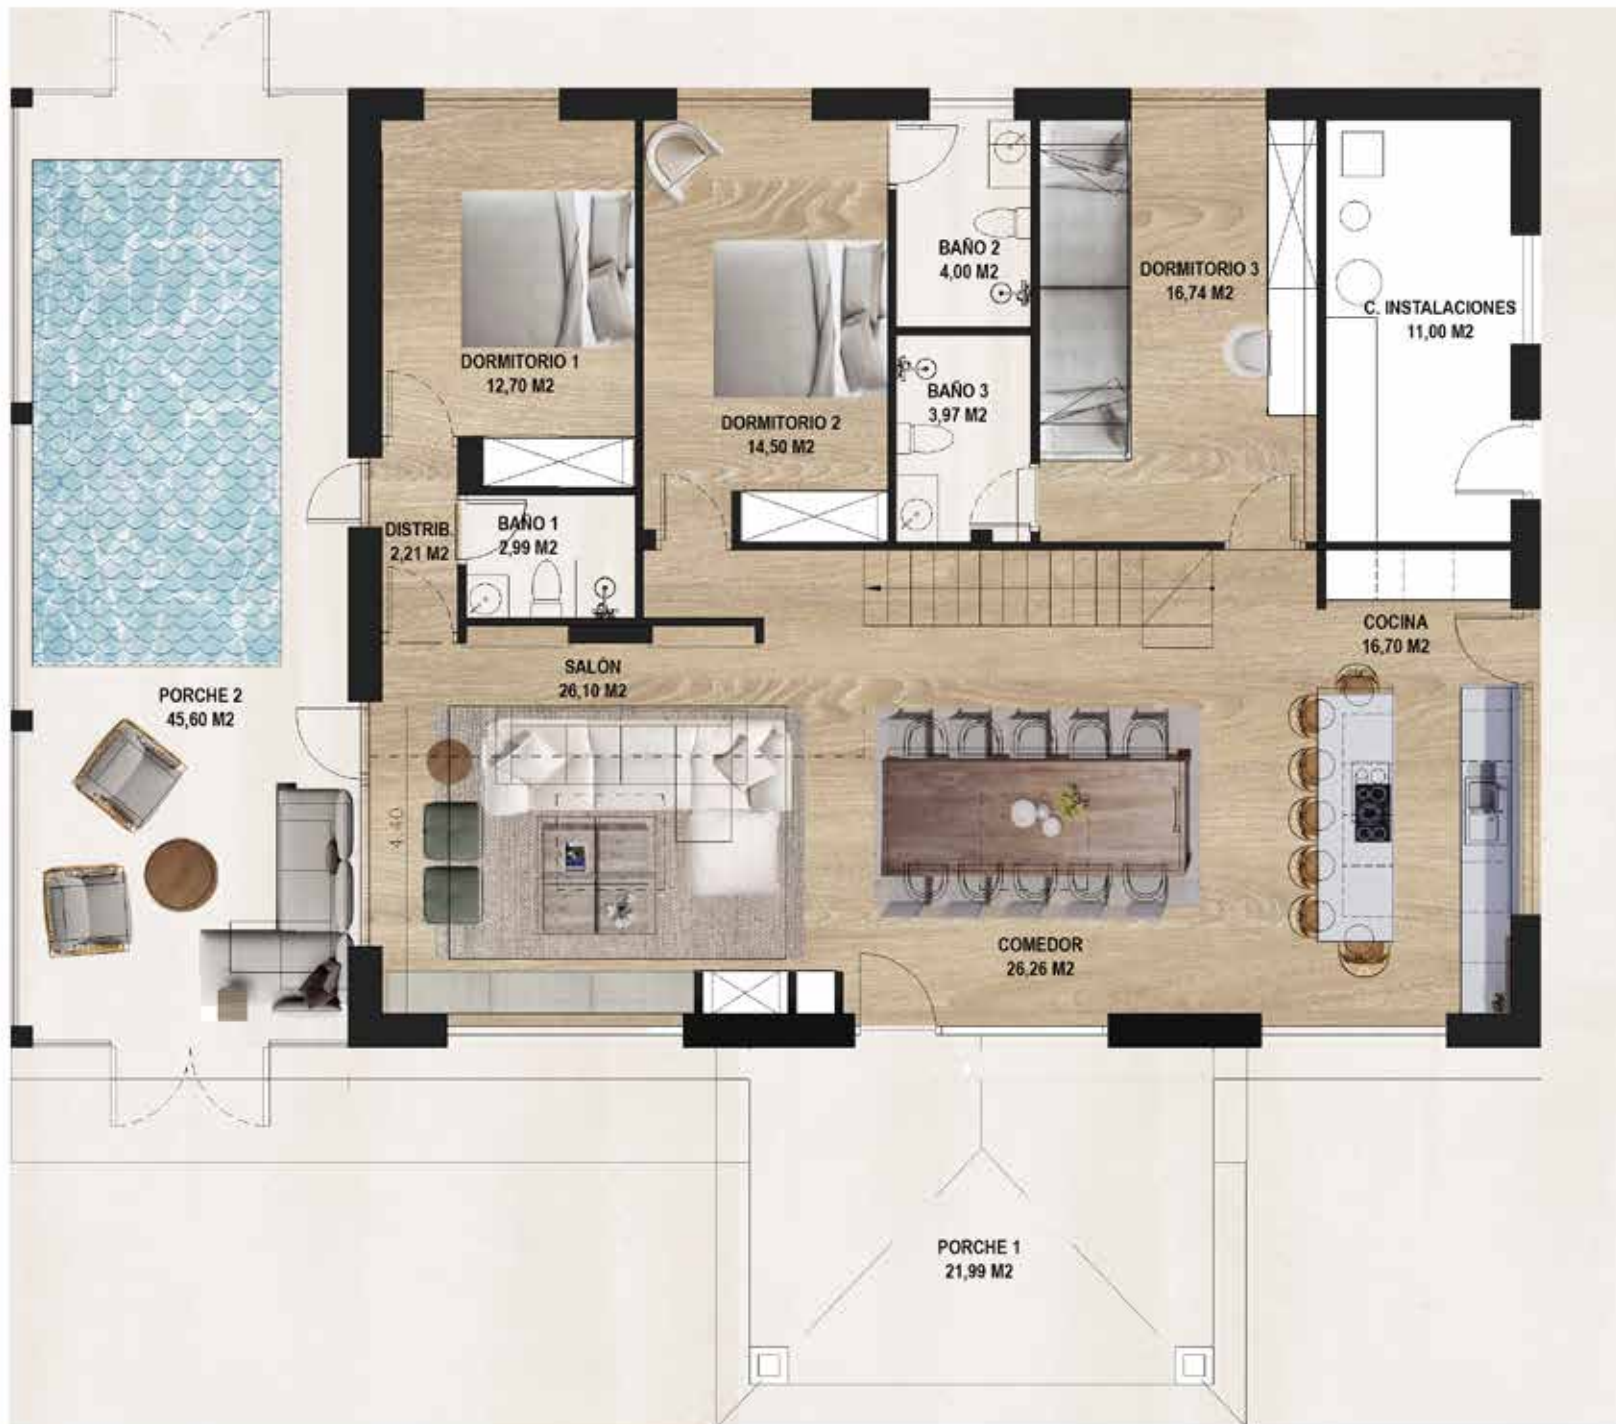 BAÑO 2
4,00 M2
DORMITORIO 3
16,74 M2
C. INSTALACIONES
11,00 M2
DORMITORIO 1
12,70 M2
BAÑO 3
3,97 M2
DORMITORIO 2
14,50 M2
DISTRIB.
2,21 M2
BAÑO 1
2,99 M2
COCINA
16,70 M2
SALÓN
26,10 M2
PORCHE 2
45,60 M2
4.40
COMEDOR
26,26 M2
PORCHE 1
21,99 M2